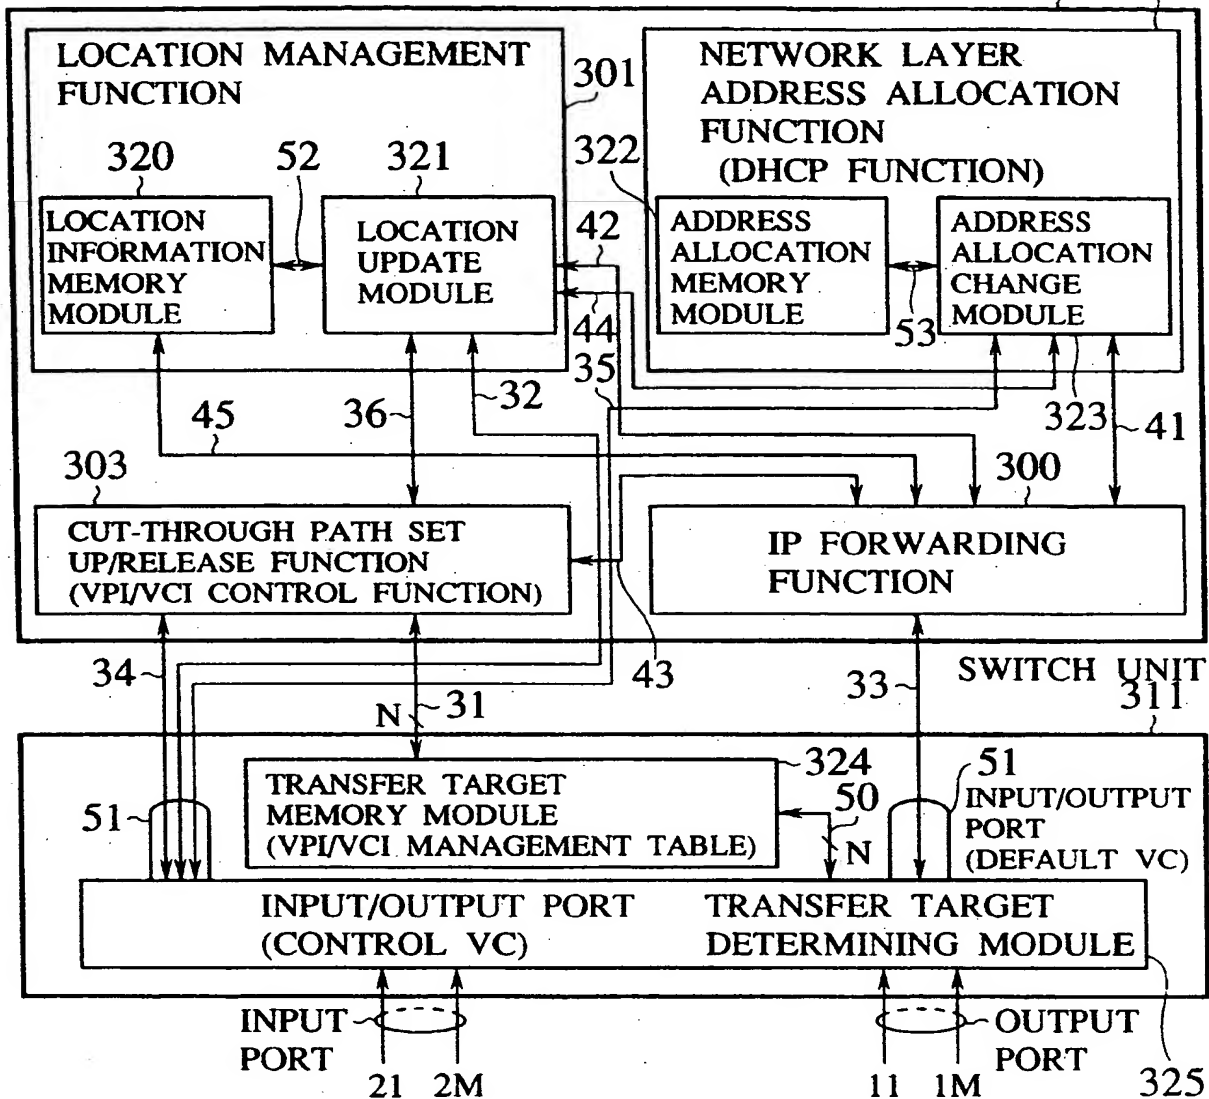 LOCATION MANAGEMENT
FUNCTION
301
NETWORK LAYER
ADDRESS ALLOCATION
FUNCTION
(DHCP FUNCTION)
320
52
321
322
LOCATION
INFORMATION
MEMORY
MODULE
LOCATION
UPDATE
MODULE
42
44
ADDRESS
ALLOCATION
MEMORY
MODULE
53
ADDRESS
ALLOCATION
CHANGE
MODULE
35
32
36
45
323
41
303
300
CUT-THROUGH PATH SET
UP/RELEASE FUNCTION
(VPI/VCI CONTROL FUNCTION)
IP FORWARDING
FUNCTION
34
31
N
43
33
SWITCH UNIT
311
324
TRANSFER TARGET
MEMORY MODULE
(VPI/VCI MANAGEMENT TABLE)
51
50
N
51
INPUT/OUTPUT
PORT
(DEFAULT VC)
INPUT/OUTPUT PORT
(CONTROL VC)
TRANSFER TARGET
DETERMINING MODULE
INPUT
PORT
21
2M
11
1M
OUTPUT
PORT
325